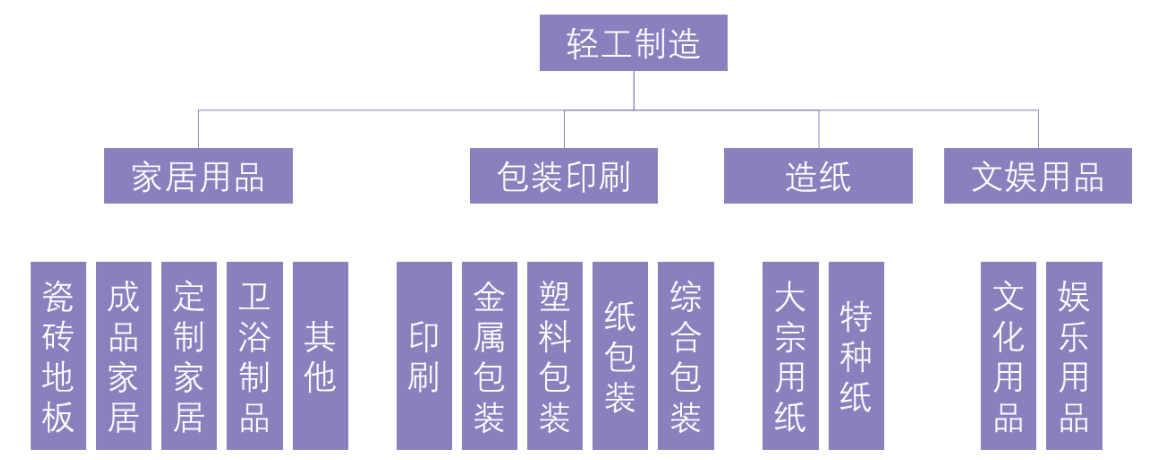 轻工制造
家居用品
包装印刷
造纸
文娱用品
瓷砖地板
成品家居
定制家居
卫浴制品
其他
印刷
金属包装
塑料包装
纸包装
综合包装
大宗用纸
特种纸
文化用品
娱乐用品